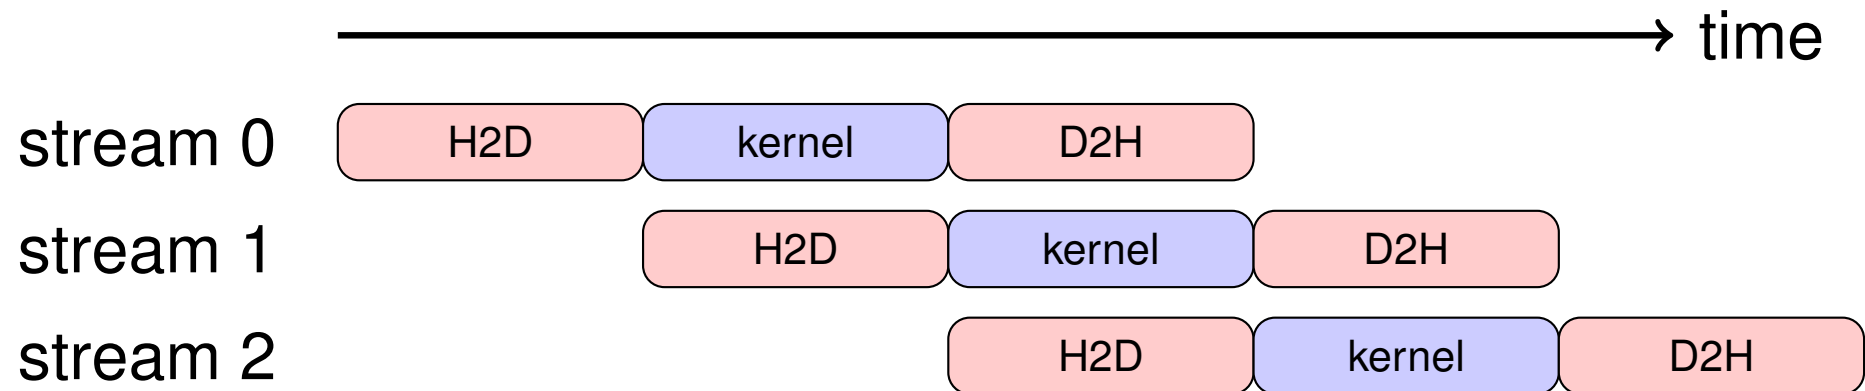 time
stream 0 H2D kernel D2H
stream 1 H2D kernel D2H
stream 2 H2D kernel D2H